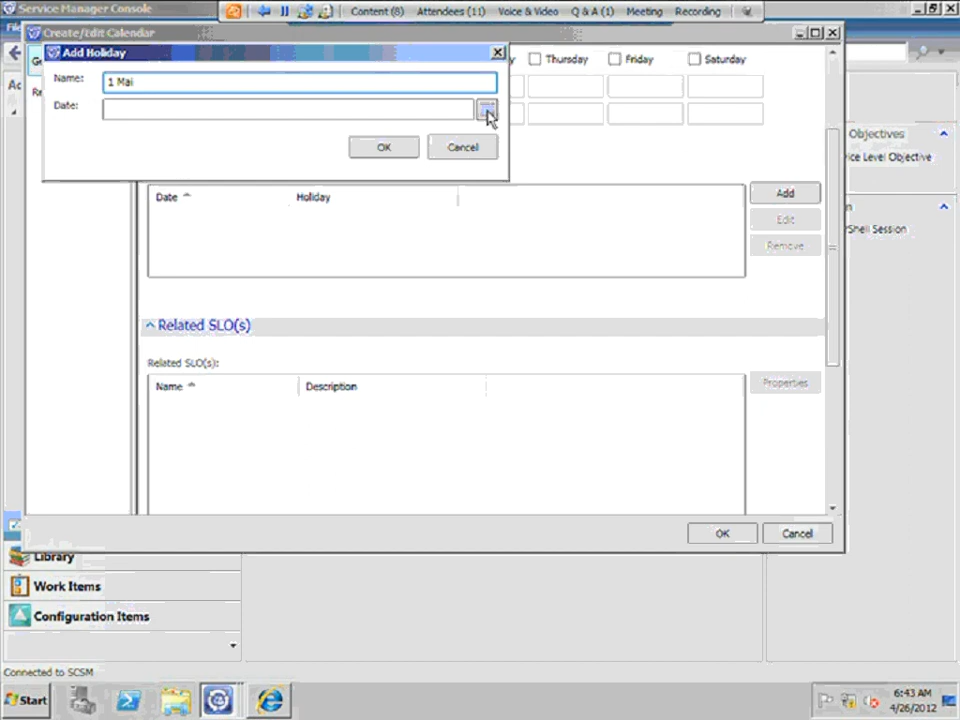 Service Manager Console
Content (8) Attendees (11) Voice & Video Q & A (1) Meeting Recording
Create/Edit Calendar
Add Holiday
Name: 1 Mai
Date:
OK Cancel
Thursday Friday Saturday
Objectives
Date Holiday
Add
Edit
Remove
Shell Session
Related SLO(s)
Related SLO(s):
Name Description
Properties
OK Cancel
Library
Work Items
Configuration Items
Connected to SCSM
Start
6:43 AM
4/26/2012